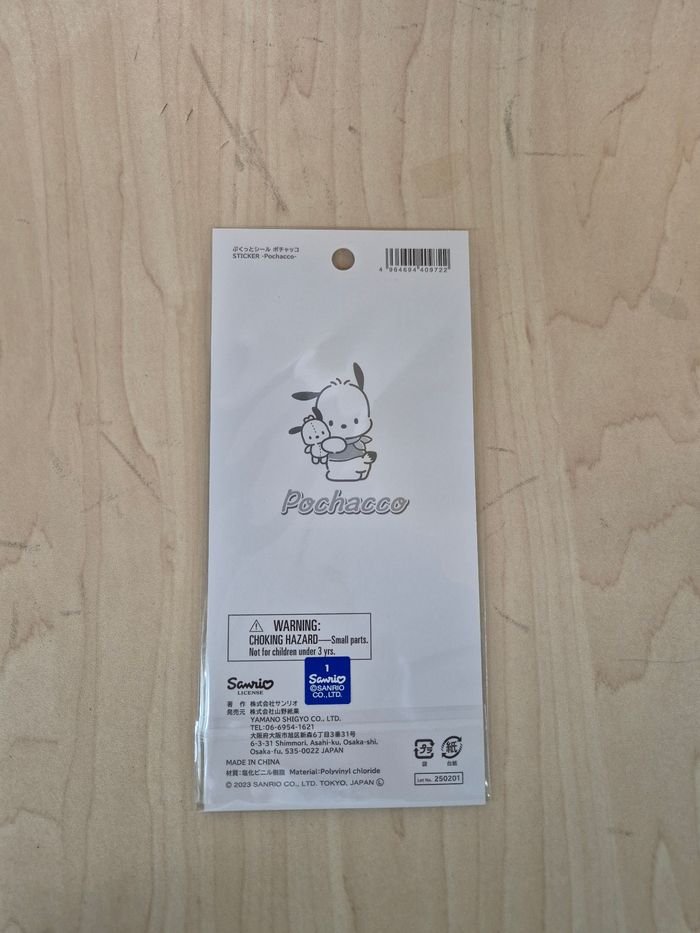 ぷくっとシール ポチャッコ
STICKER -Pochacco-
4 964694 409722
Pochacco
WARNING:
CHOKING HAZARD—Small parts.
Not for children under 3 yrs.
Sanrio
LICENSE
1
Sanrio
©SANRIO
CO.,LTD.
著 作 株式会社サンリオ
発売元 株式会社山野紙業
YAMANO SHIGYO CO., LTD.
TEL:06-6954-1621
大阪府大阪市旭区新森6丁目3番31号
6-3-31 Shinmori, Asahi-ku, Osaka-shi,
Osaka-fu, 535-0022 JAPAN
MADE IN CHINA
材質:塩化ビニル樹脂 Material:Polyvinyl chloride
© 2023 SANRIO CO., LTD. TOKYO, JAPAN Ⓛ
プラ
袋
紙
台紙
Lot No. 250201